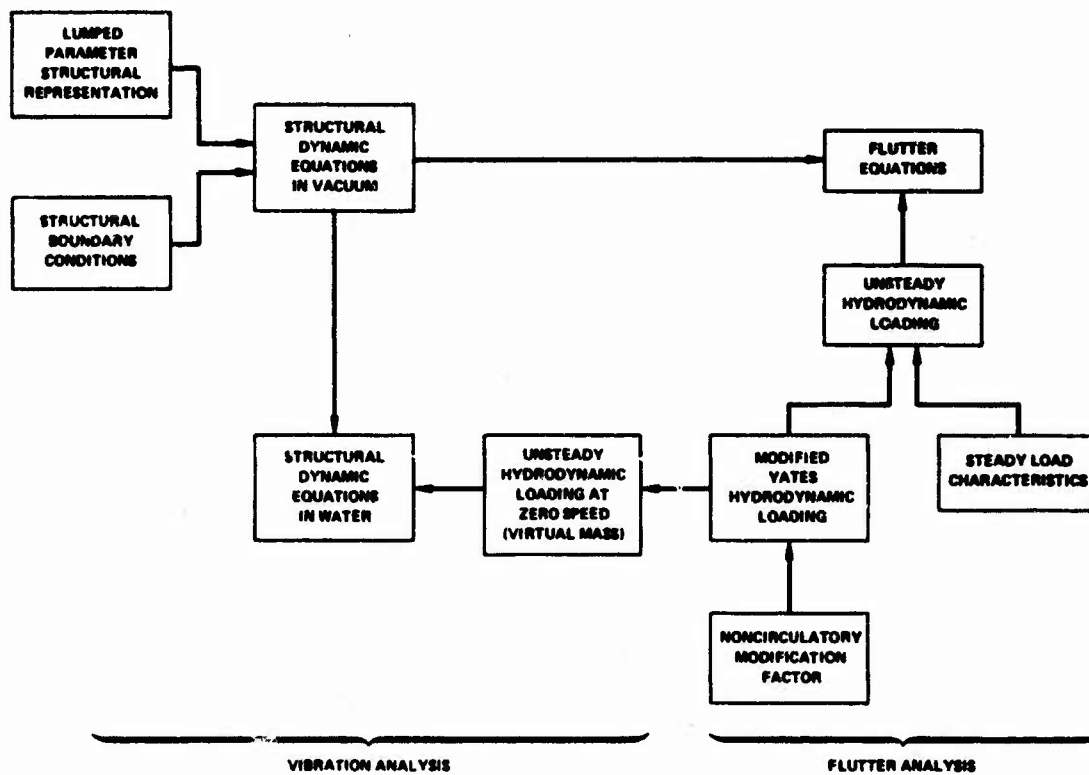 LUMPED
PARAMETER
STRUCTURAL
REPRESENTATION
STRUCTURAL
DYNAMIC
EQUATIONS
IN VACUUM
FLUTTER
EQUATIONS
STRUCTURAL
BOUNDARY
CONDITIONS
UNSTEADY
HYDRODYNAMIC
LOADING
STRUCTURAL
DYNAMIC
EQUATIONS
IN WATER
UNSTEADY
HYDRODYNAMIC
LOADING AT
ZERO SPEED
(VIRTUAL MASS)
MODIFIED
YATES
HYDRODYNAMIC
LOADING
STEADY LOAD
CHARACTERISTICS
NONCIRCULATORY
MODIFICATION
FACTOR
VIBRATION ANALYSIS
FLUTTER ANALYSIS